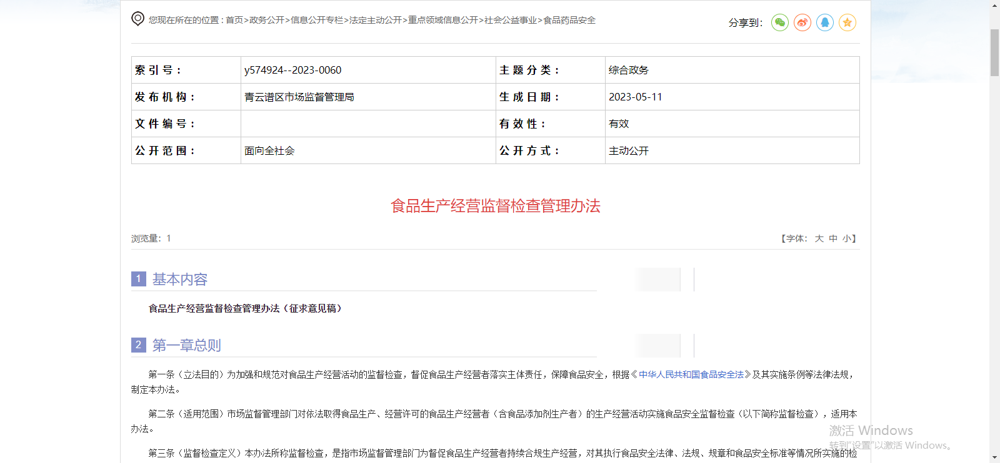 您现在所在的位置 : 首页>政务公开>信息公开专栏>法定主动公开>重点领域信息公开>社会公益事业>食品药品安全
分享到：
索 引 号 ： y574924--2023-0060 主 题 分 类 ： 综合政务
发 布 机 构 ： 青云谱区市场监督管理局 生 成 日 期 ： 2023-05-11
文 件 编 号 ： 有 效 性 ： 有效
公 开 范 围 ： 面向全社会 公 开 方 式 ： 主动公开
食品生产经营监督检查管理办法
浏览量：1 【字体： 大 中 小】
1 基本内容
食品生产经营监督检查管理办法（征求意见稿）
2 第一章总则
第一条（立法目的）为加强和规范对食品生产经营活动的监督检查，督促食品生产经营者落实主体责任，保障食品安全，根据《中华人民共和国食品安全法》及其实施条例等法律法规，
制定本办法。
第二条（适用范围）市场监督管理部门对依法取得食品生产、经营许可的食品生产经营者（含食品添加剂生产者）的生产经营活动实施食品安全监督检查（以下简称监督检查），适用本
办法。
第三条（监督检查定义）本办法所称监督检查，是指市场监督管理部门为督促食品生产经营者持续合规生产经营，对其执行食品安全法律、法规、规章和食品安全标准等情况所实施的检
激活 Windows
转到"设置"以激活 Windows。